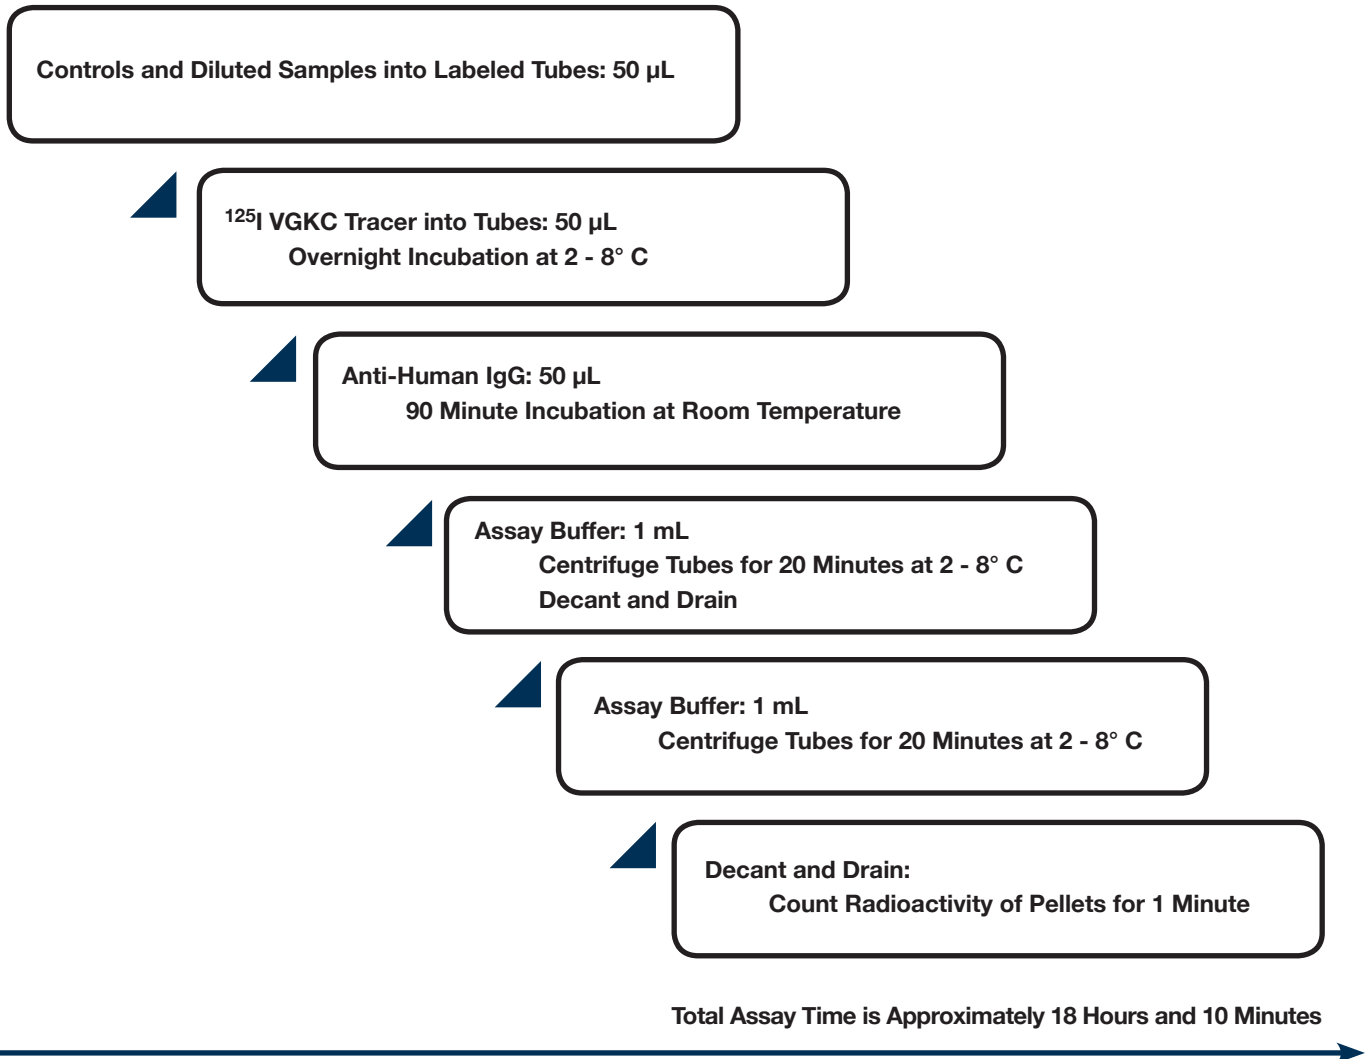 Controls and Diluted Samples into Labeled Tubes: 50 µL
¹²⁵I VGKC Tracer into Tubes: 50 µL
Overnight Incubation at 2 - 8° C
Anti-Human IgG: 50 µL
90 Minute Incubation at Room Temperature
Assay Buffer: 1 mL
Centrifuge Tubes for 20 Minutes at 2 - 8° C
Decant and Drain
Assay Buffer: 1 mL
Centrifuge Tubes for 20 Minutes at 2 - 8° C
Decant and Drain:
Count Radioactivity of Pellets for 1 Minute
Total Assay Time is Approximately 18 Hours and 10 Minutes